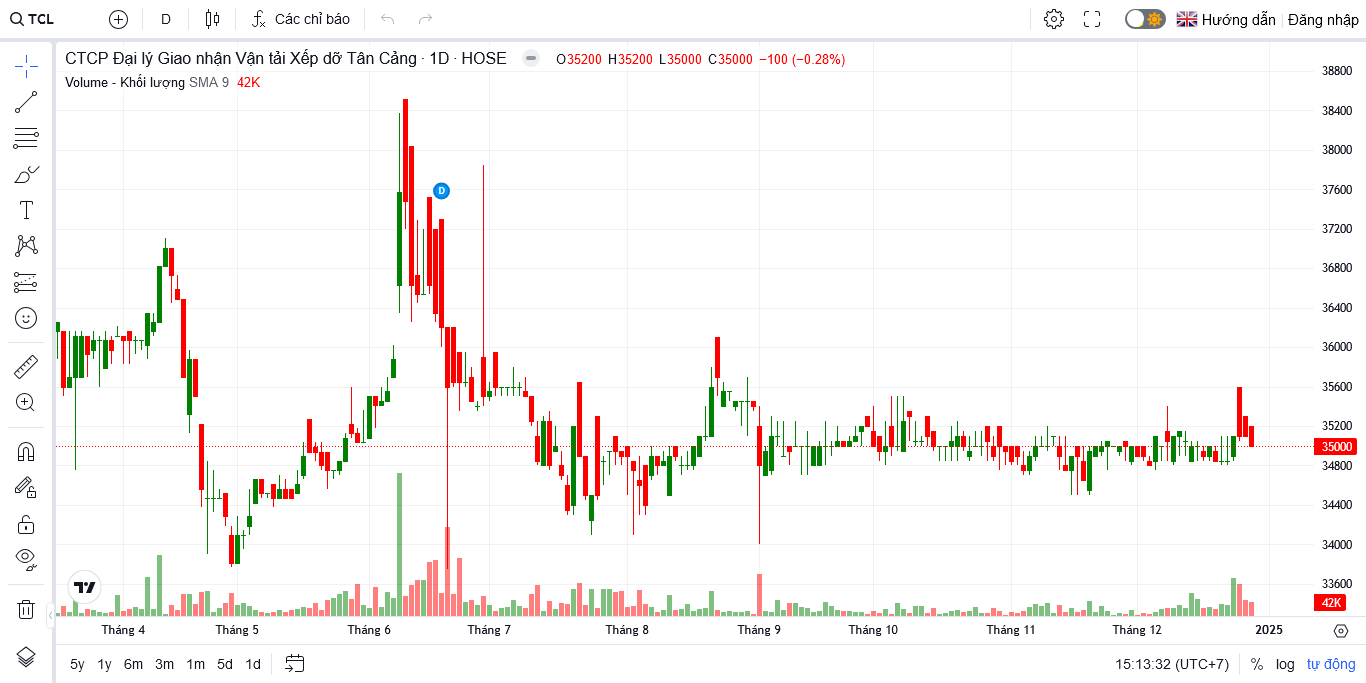 TCL D Các chỉ báo Hướng dẫn Đăng nhập
CTCP Đại lý Giao nhận Vận tải Xếp dỡ Tân Cảng · 1D · HOSE O35200 H35200 L35000 C35000 −100 (−0.28%)
Volume - Khối lượng SMA 9 42K
D
38800
38400
38000
37600
37200
36800
36400
36000
35600
35200
35000
34800
34400
34000
33600
42K
Tháng 4 Tháng 5 Tháng 6 Tháng 7 Tháng 8 Tháng 9 Tháng 10 Tháng 11 Tháng 12 2025
5y 1y 6m 3m 1m 5d 1d 15:13:32 (UTC+7) % log tự động